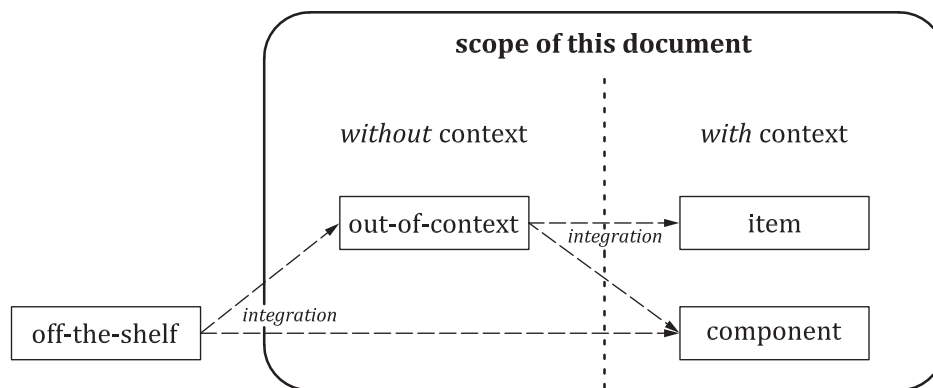 scope of this document
without context
with context
out-of-context
integration
item
off-the-shelf
integration
component